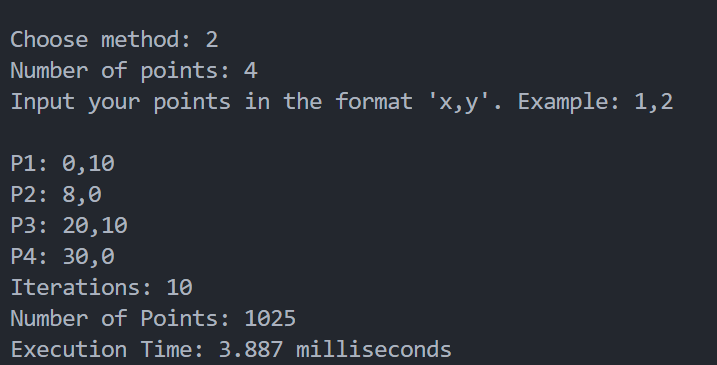 Choose method: 2
Number of points: 4
Input your points in the format 'x,y'. Example: 1,2
P1: 0,10
P2: 8,0
P3: 20,10
P4: 30,0
Iterations: 10
Number of Points: 1025
Execution Time: 3.887 milliseconds